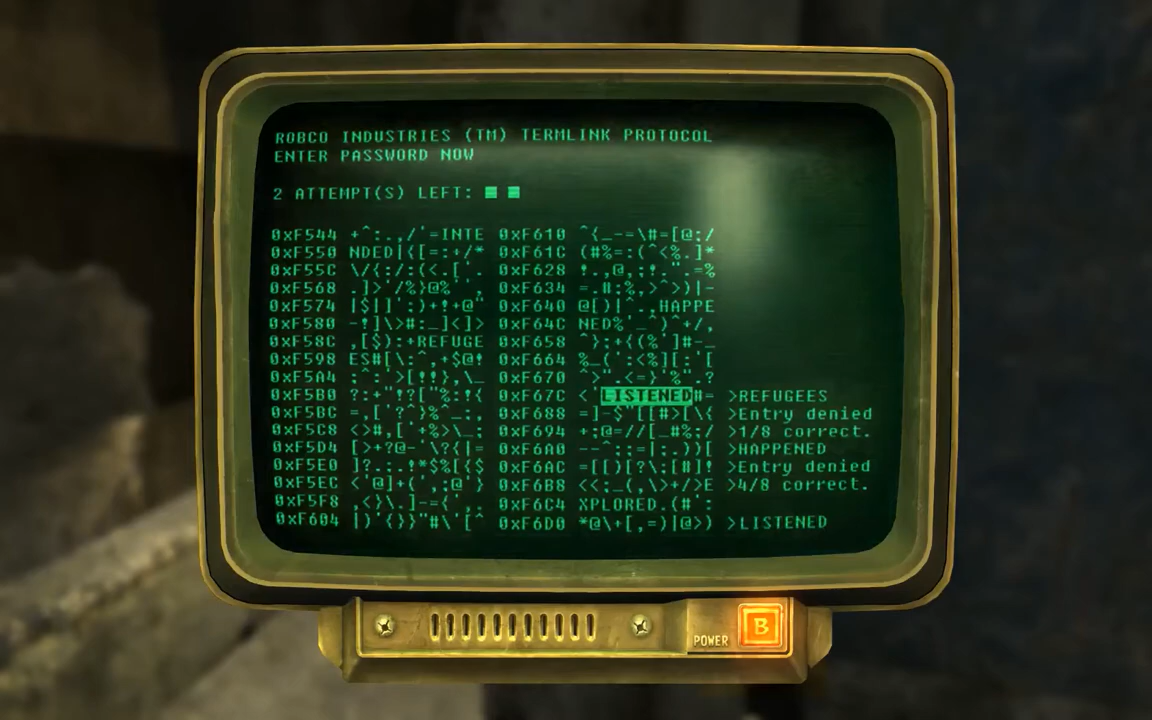 ROBCO INDUSTRIES (TM) TERMLINK PROTOCOL
ENTER PASSWORD NOW
2 ATTEMPT(S) LEFT:
0xF544 +^:.,/'=INTE 0xF610 ^{_-=\#=[@;/
0xF550 NDED|{[=:+/* 0xF61C (#%=:(^<%.]*
0xF55C \/{:/:(<.['. 0xF628 !.,@,:!.".=%
0xF568 .]>'/%}@%¨ 0xF634 =.#:%,>^>)|-
0xF574 |$|]':)+!+@" 0xF640 @[)|^.,HAPPE
0xF580 -!]\>#:_]<]> 0xF64C NED%'_^)^+/,
0xF58C ,[$):+REFUGE 0xF658 ^}:+{(%']#-_
0xF598 ES#[\:^,+$@! 0xF664 %_(':<%][:'[
0xF5A4 :^:'>[!!},\_ 0xF670 ^>".<=}'%".?
0xF5B0 ?:+"!?["%:!{ 0xF67C <'LISTENED#= >REFUGEES
0xF5BC =,['?^}%^_:, 0xF688 =]-$"[[#>[\{ >Entry denied
0xF5C8 <>#,['+%>\_; 0xF694 +;@=//[_#%;/ >1/8 correct.
0xF5D4 [>+?@-'\?{|= 0xF6A0 --^::=|:.))[ >HAPPENED
0xF5E0 ]?.:.!*$%[{$ 0xF6AC =[[)[?\:[#]! >Entry denied
0xF5EC <'@]+(',;@'} 0xF6B8 <<;_(,\>+/>E >4/8 correct.
0xF5F8 ,<}\.]-={',, 0xF6C4 XPLORED.(#':
0xF604 |)'{}}"#\'[^ 0xF6D0 *@\+[,=)|@>) >LISTENED
POWER
B